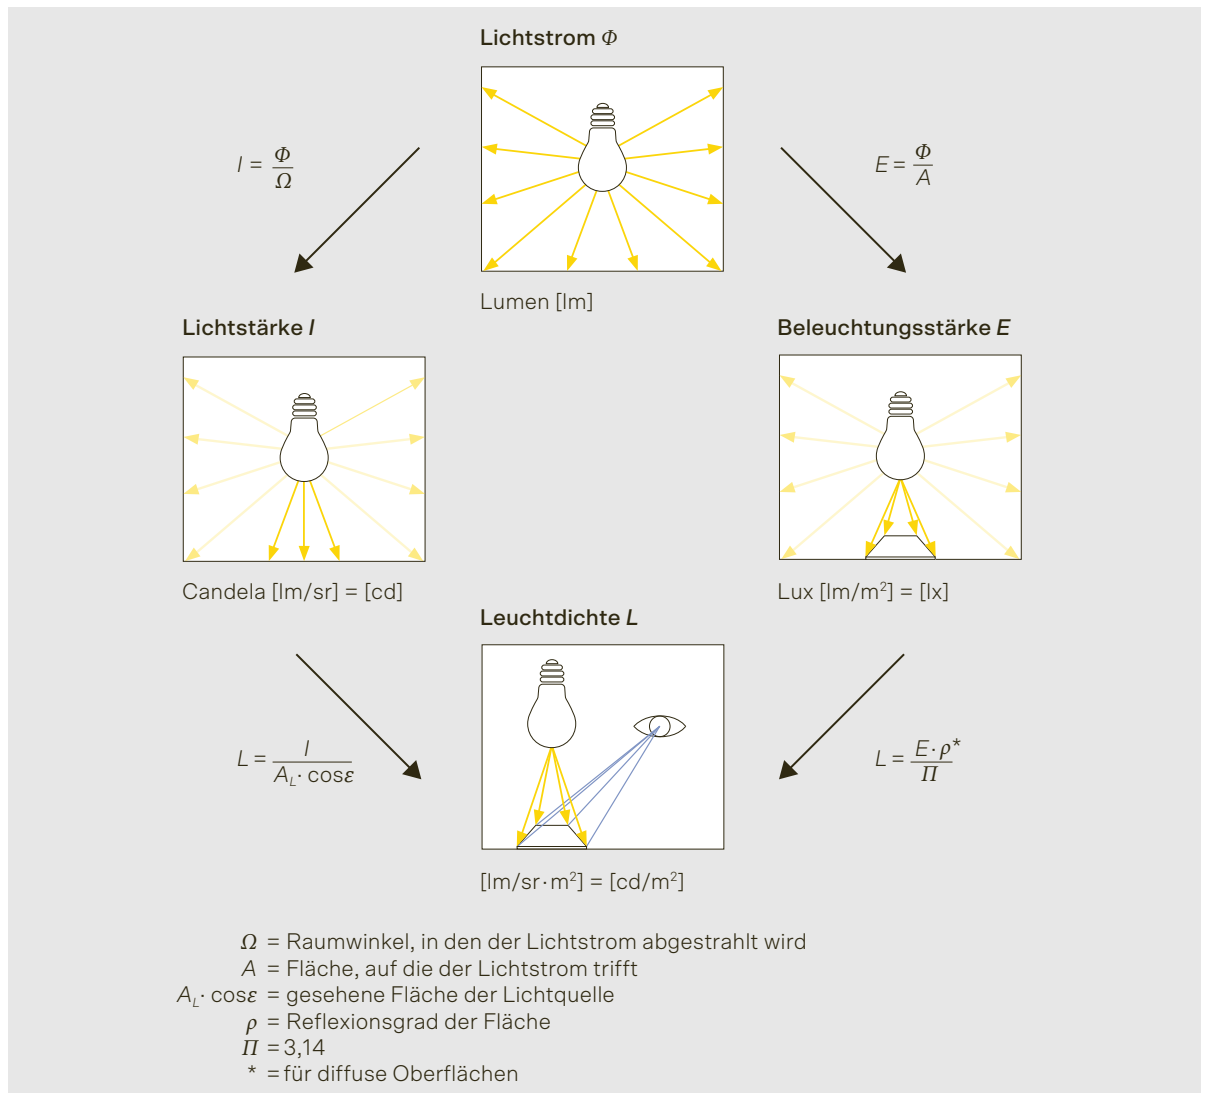 Lichtstrom Φ
I = Φ/Ω
E = Φ/A
Lumen [lm]
Lichtstärke I
Beleuchtungsstärke E
Candela [lm/sr] = [cd]
Lux [lm/m²] = [lx]
Leuchtdichte L
L = I/(A_L · cosε)
L = E · ρ*/Π
[lm/sr · m²] = [cd/m²]
Ω = Raumwinkel, in den der Lichtstrom abgestrahlt wird
A = Fläche, auf die der Lichtstrom trifft
A_L · cosε = gesehene Fläche der Lichtquelle
ρ = Reflexionsgrad der Fläche
Π = 3,14
* = für diffuse Oberflächen